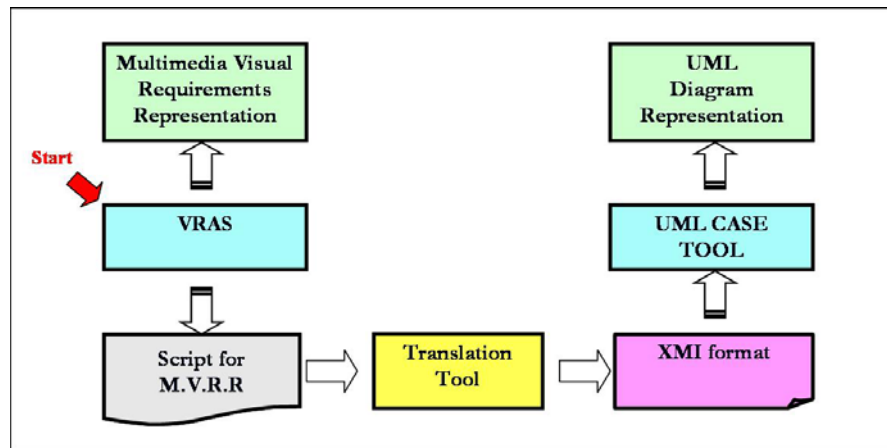 Multimedia Visual
Requirements
Representation
UML
Diagram
Representation
Start
VRAS
UML CASE
TOOL
Script for
M.V.R.R
Translation
Tool
XMI format